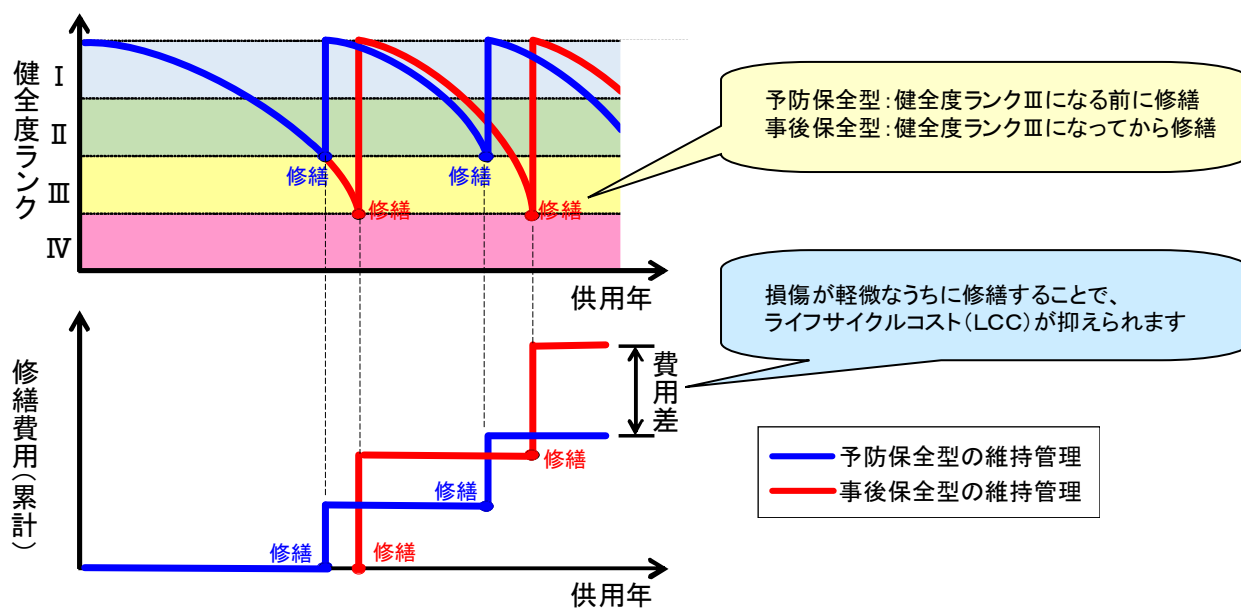 健全度ランク
Ⅰ
Ⅱ
Ⅲ
Ⅳ
修繕
修繕
修繕
修繕
供用年
予防保全型：健全度ランクⅢになる前に修繕
事後保全型：健全度ランクⅢになってから修繕
損傷が軽微なうちに修繕することで、
ライフサイクルコスト（LCC）が抑えられます
修繕費用（累計）
修繕
修繕
修繕
修繕
費用差
供用年
予防保全型の維持管理
事後保全型の維持管理